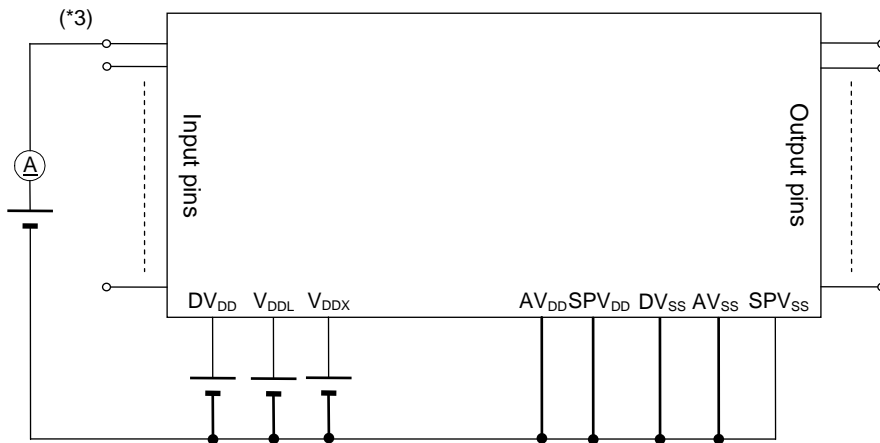 (*3)
A
Input pins
Output pins
DVDD VDDL VDDX AVDD SPVDD DVSS AVSS SPVSS